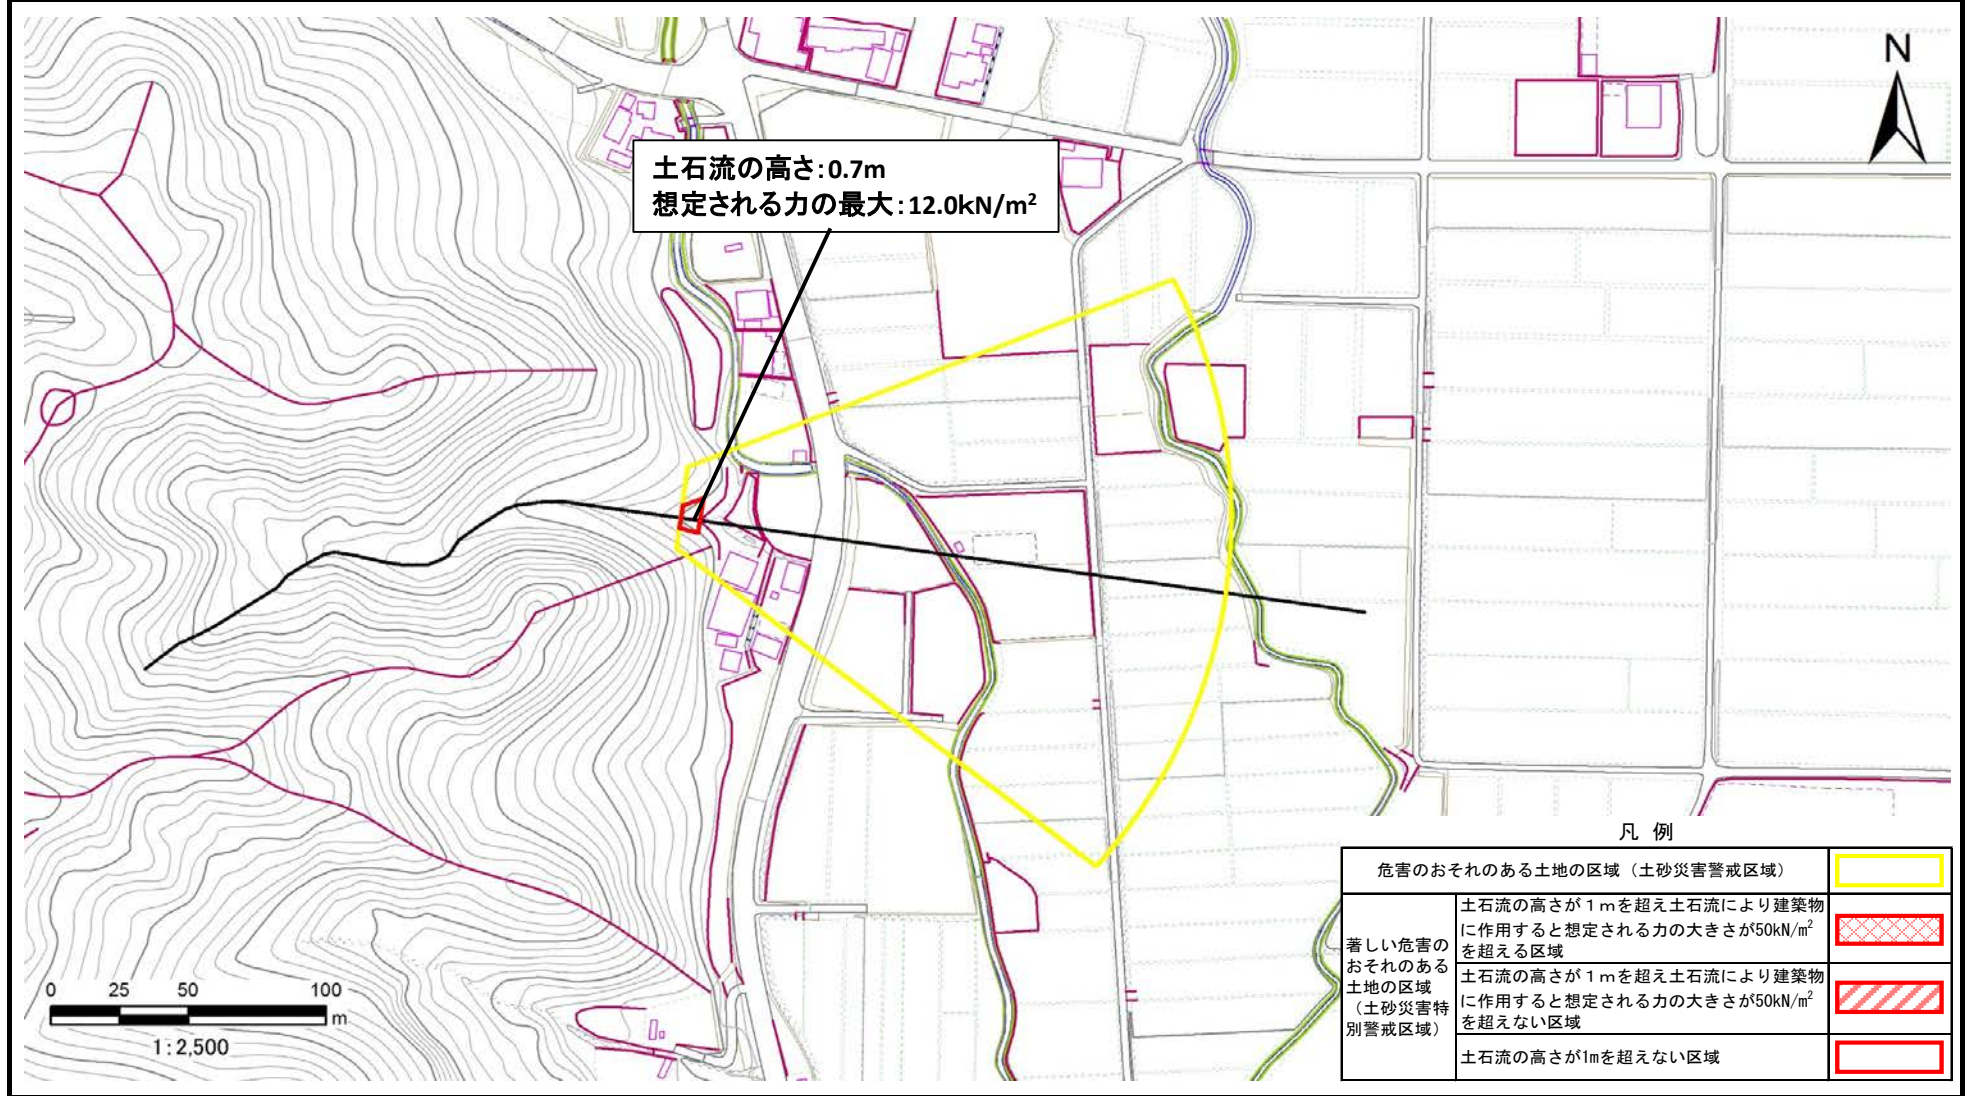 N
土石流の高さ:0.7m
想定される力の最大:12.0kN/m²
凡 例
危害のおそれのある土地の区域（土砂災害警戒区域）
著しい危害の
おそれのある
土地の区域
（土砂災害特
別警戒区域）
土石流の高さが１ｍを超え土石流により建築物
に作用すると想定される力の大きさが50kN/m²
を超える区域
土石流の高さが１ｍを超え土石流により建築物
に作用すると想定される力の大きさが50kN/m²
を超えない区域
土石流の高さが1mを超えない区域
0 25 50 100
m
1:2,500